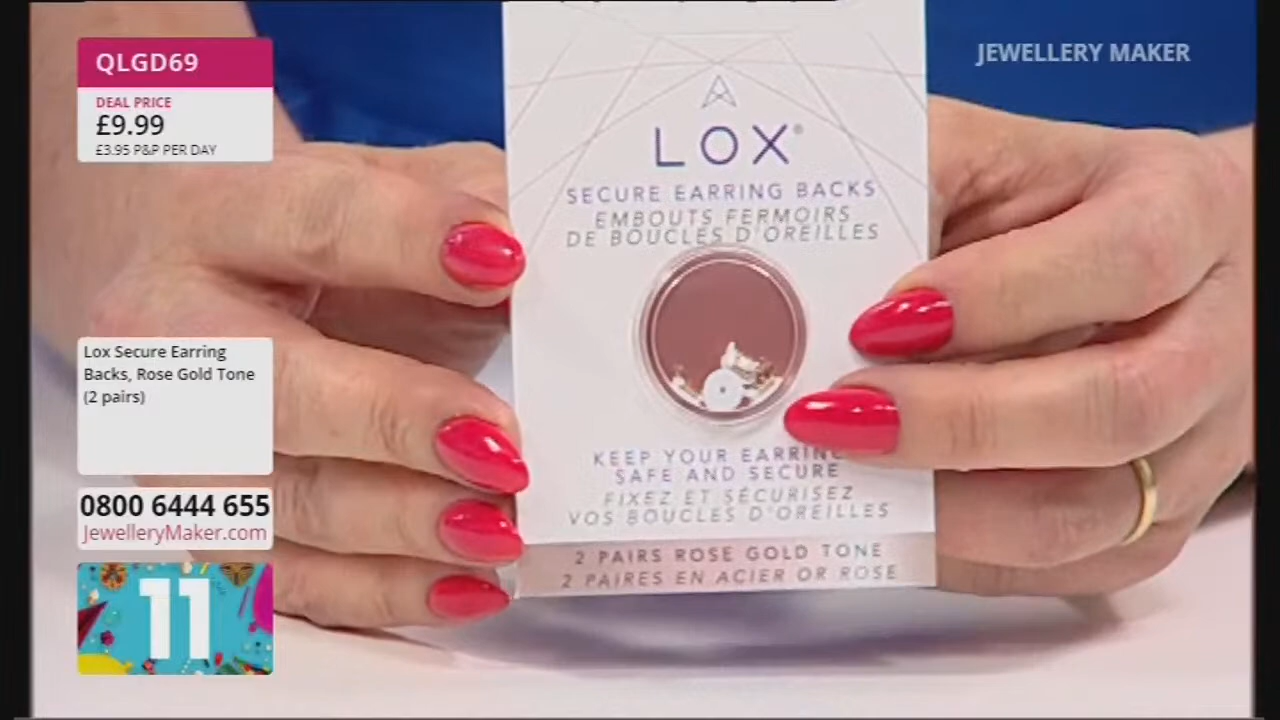 QLGD69
DEAL PRICE
£9.99
£3.95 P&P PER DAY
JEWELLERY MAKER
LOX®
SECURE EARRING BACKS
EMBOUTS FERMOIRS
DE BOUCLES D'OREILLES
KEEP YOUR EARRING
SAFE AND SECURE
FIXEZ ET SÉCURISEZ
VOS BOUCLES D'OREILLES
2 PAIRS ROSE GOLD TONE
2 PAIRES EN ACIER OR ROSE
Lox Secure Earring
Backs, Rose Gold Tone
(2 pairs)
0800 6444 655
JewelleryMaker.com
11